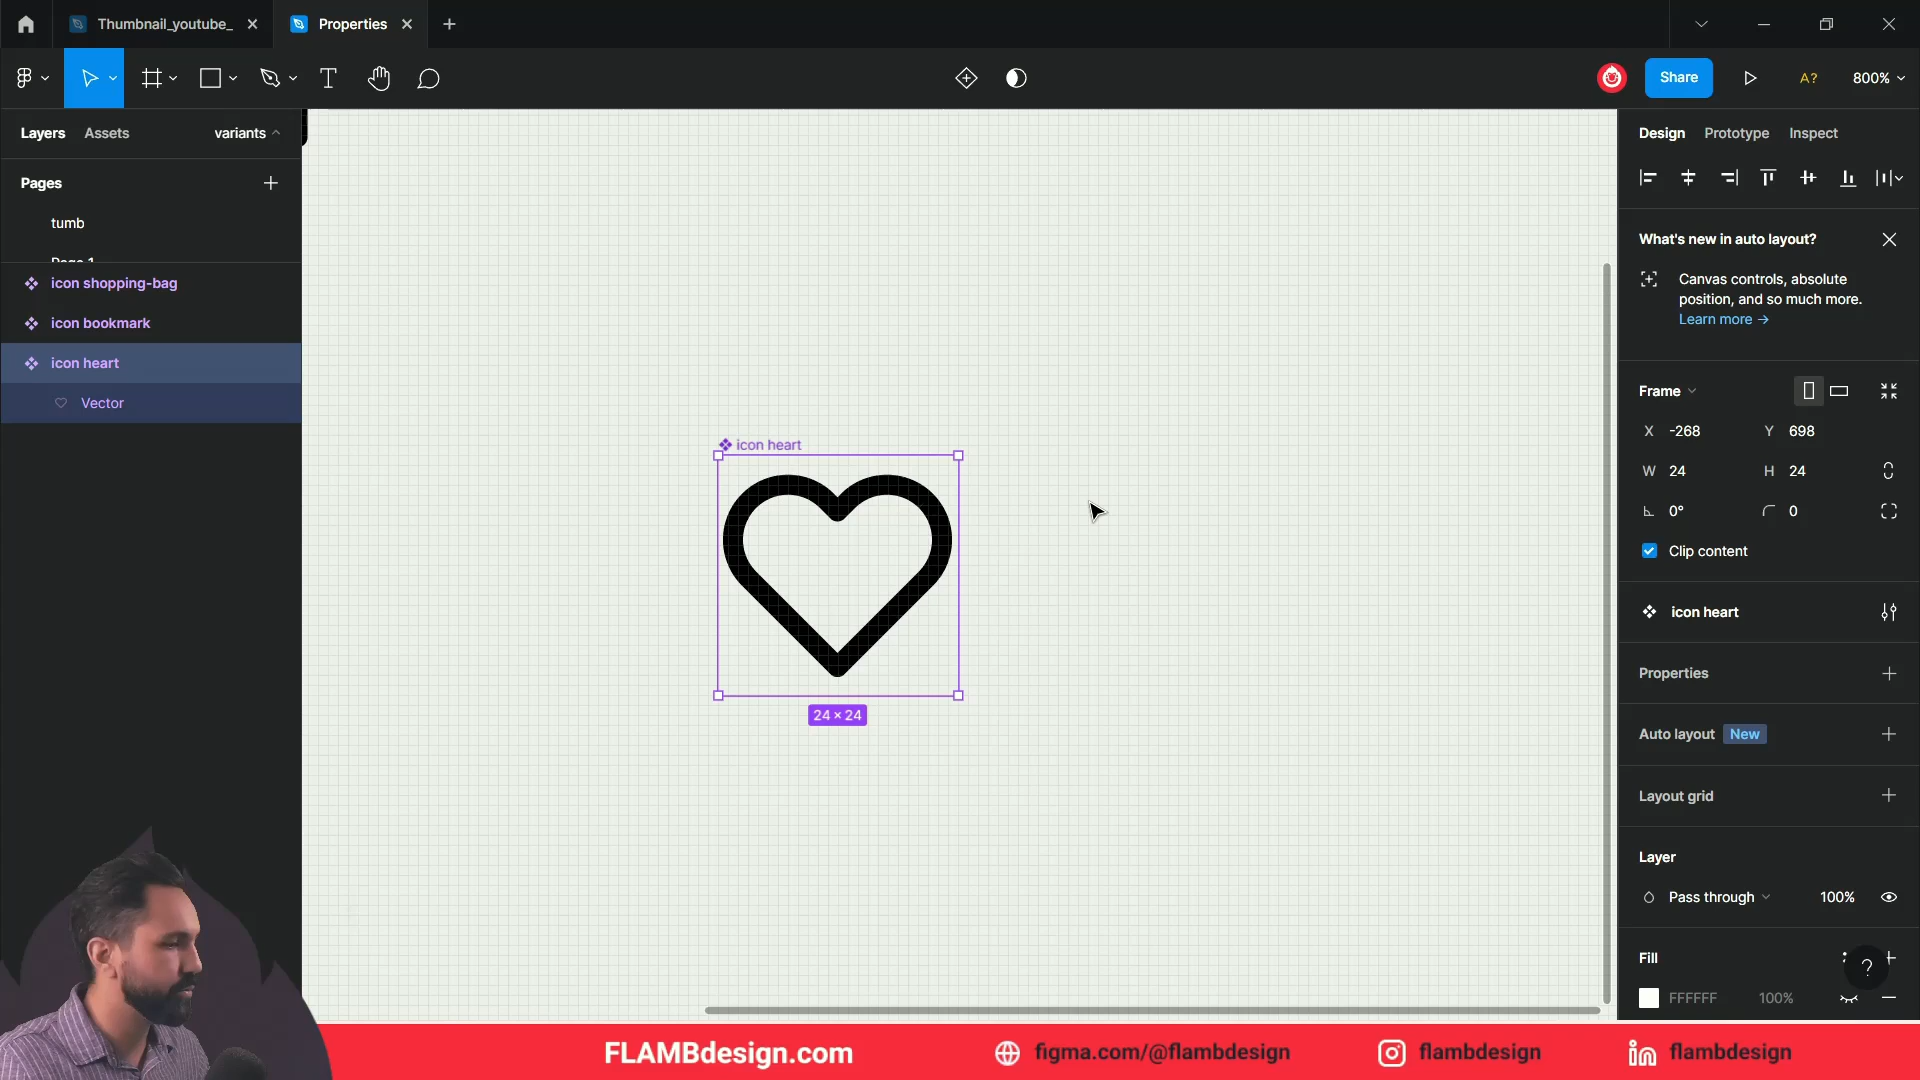 Thumbnail_youtube_
Properties
Share
A?
800%
Layers
Assets
variants
Pages
tumb
Page 1
icon shopping-bag
icon bookmark
icon heart
Vector
icon heart
24 × 24
Design
Prototype
Inspect
What's new in auto layout?
Canvas controls, absolute
position, and so much more.
Learn more →
Frame
X -268
Y 698
W 24
H 24
0°
0
Clip content
icon heart
Properties
Auto layout New
Layout grid
Layer
Pass through
100%
Fill
?
FFFFFF
100%
FLAMBdesign.com
figma.com/@flambdesign
flambdesign
flambdesign